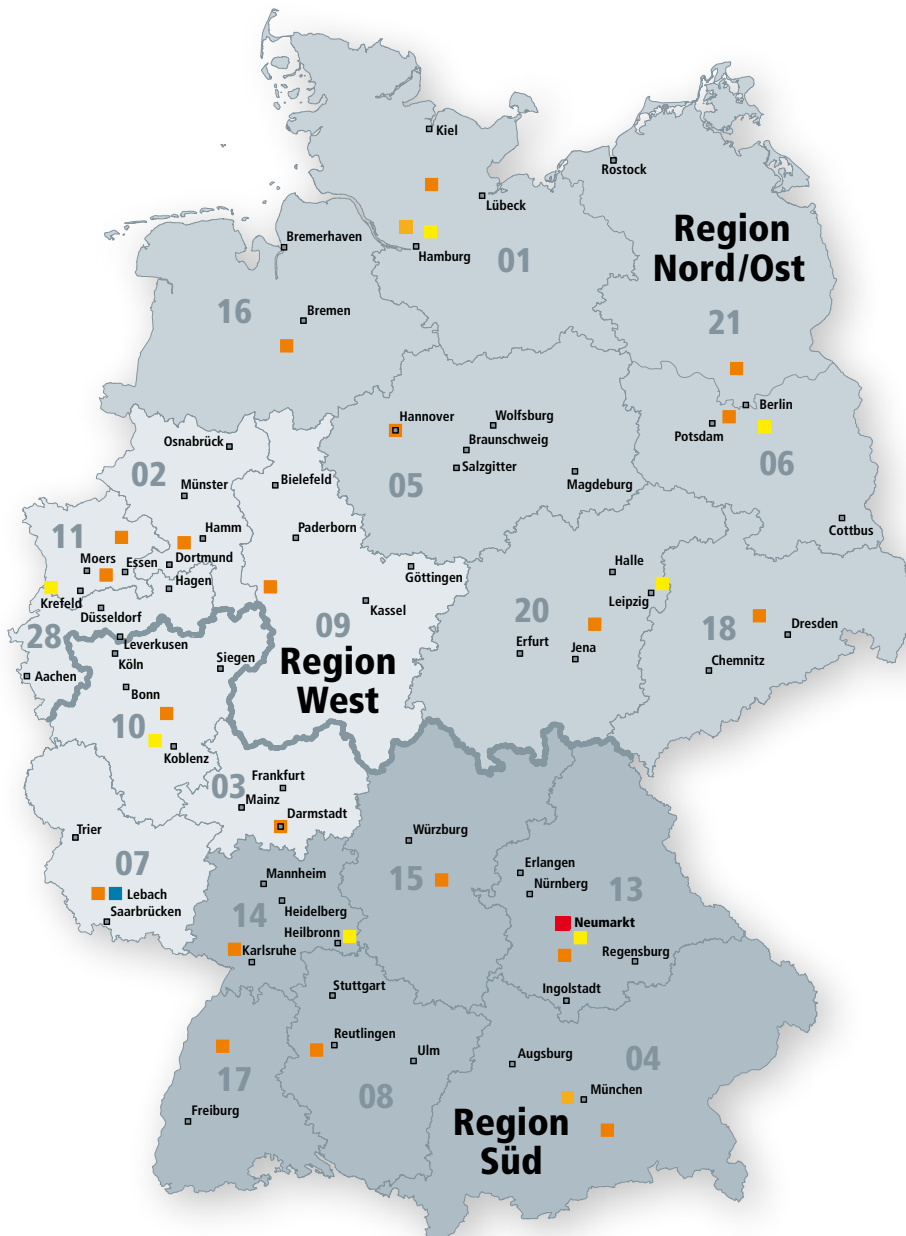 Kiel
Rostock
Lübeck
Region
Nord/Ost
Bremerhaven
Hamburg
01
16
Bremen
21
Berlin
Potsdam
06
Hannover
Wolfsburg
Braunschweig
Salzgitter
05
Magdeburg
Cottbus
Osnabrück
02
Münster
Bielefeld
11
Hamm
Paderborn
Moers
Essen
Dortmund
Hagen
Krefeld
Düsseldorf
Göttingen
Kassel
09
Region
West
28
Leverkusen
Köln
Siegen
Aachen
Bonn
10
Koblenz
Halle
Leipzig
20
Erfurt
Jena
18
Dresden
Chemnitz
03
Frankfurt
Mainz
Darmstadt
Trier
07
Lebach
Saarbrücken
Würzburg
15
Erlangen
Nürnberg
13
Mannheim
Heidelberg
14
Heilbronn
Karlsruhe
Neumarkt
Regensburg
Ingolstadt
Stuttgart
Reutlingen
Ulm
17
08
Freiburg
Augsburg
04
München
Region
Süd